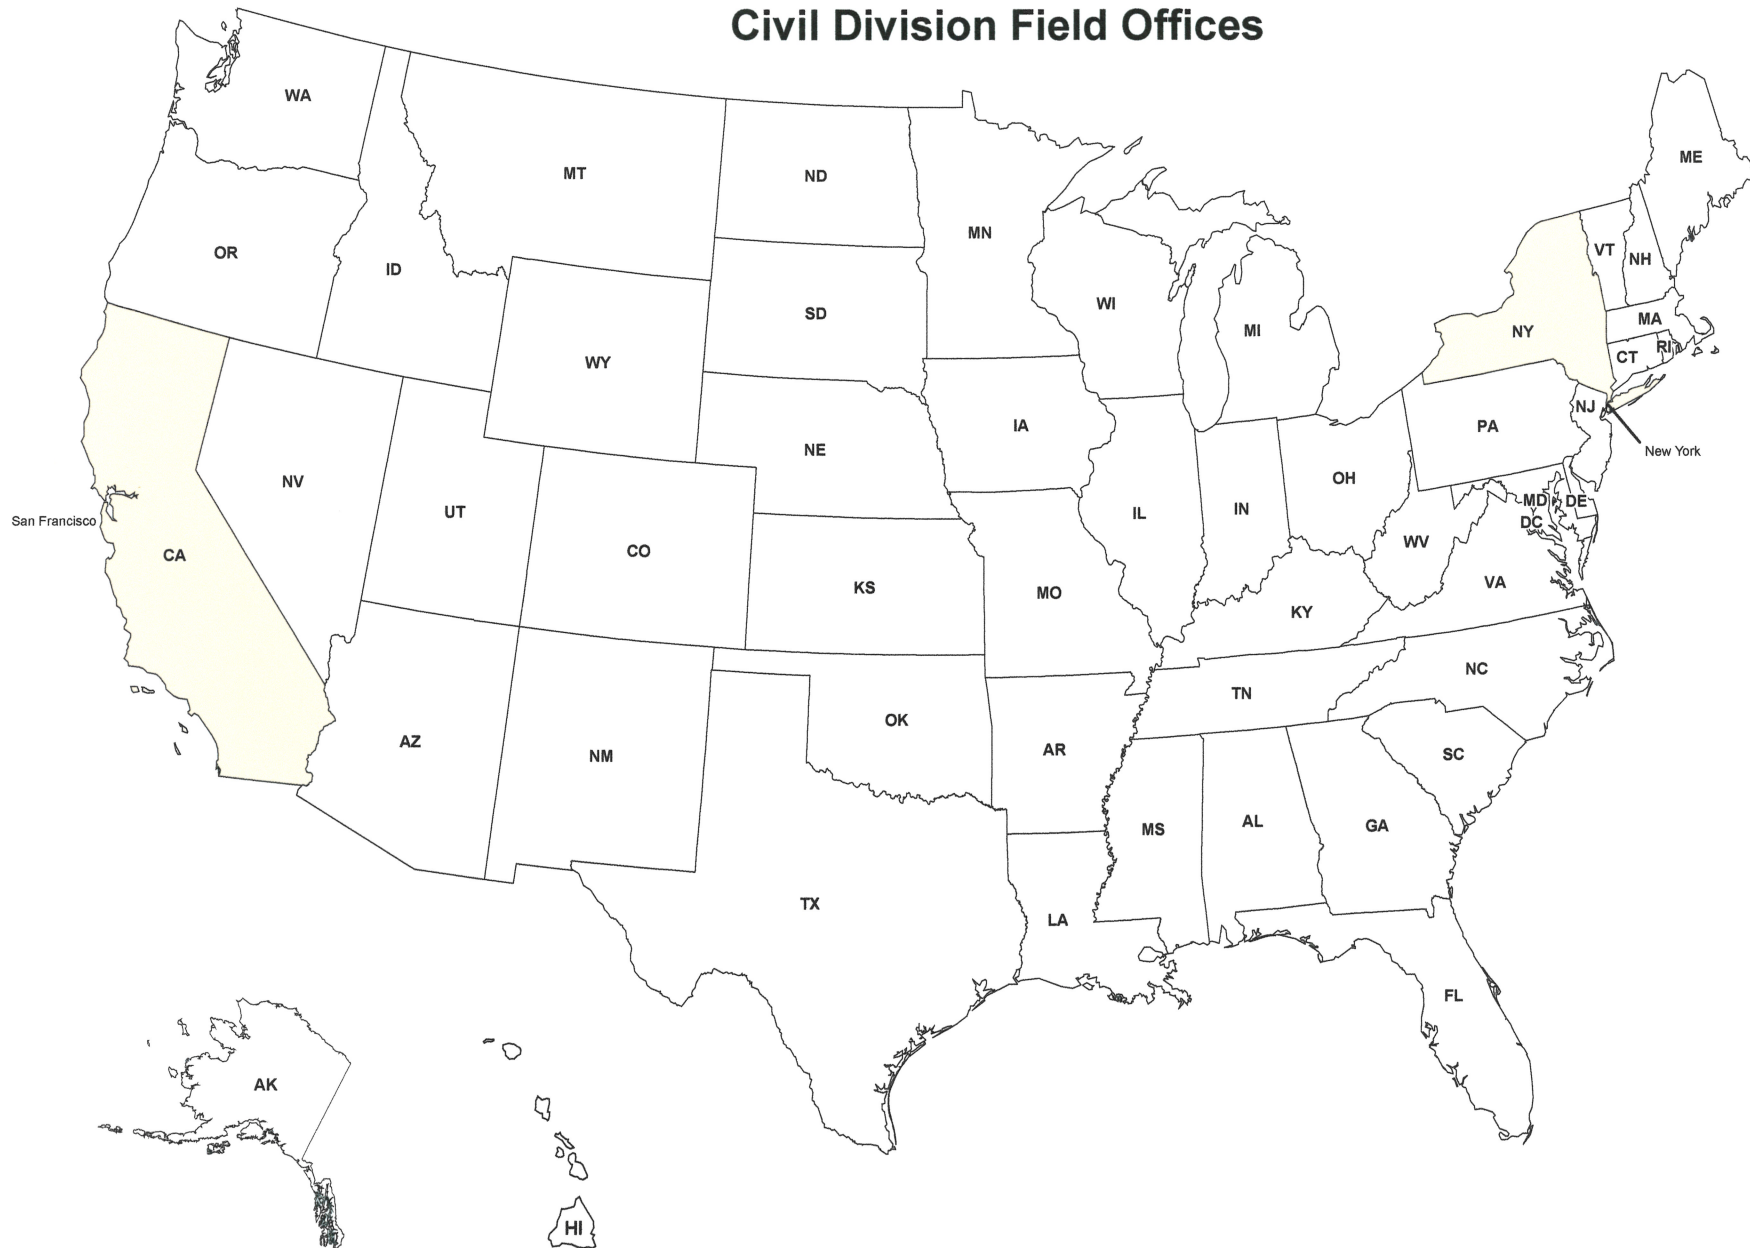 Civil Division Field Offices
WA
MT
ND
MN
ME
OR
ID
SD
WI
MI
VT
NH
NY
MA
RI
CT
WY
NE
IA
NJ
PA
New York
NV
UT
CO
IL
IN
OH
MD
DE
DC
San Francisco
CA
KS
MO
WV
VA
KY
NC
TN
AZ
NM
OK
AR
SC
MS
AL
GA
TX
LA
FL
AK
HI